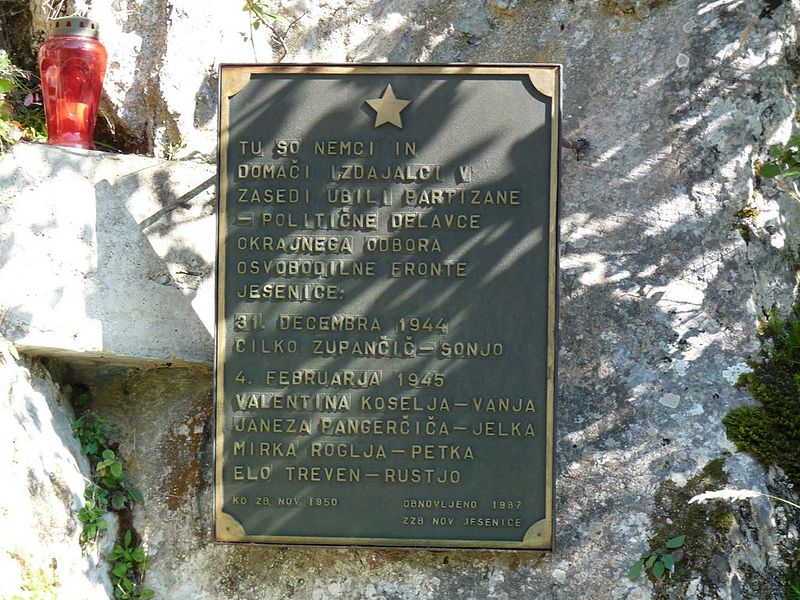 TU SO NEMCI IN
DOMAČI IZDAJALCI V
ZASEDI UBILI PARTIZANE
– POLITIČNE DELAVCE
OKRAJNEGA ODBORA
OSVOBODILNE FRONTE
JESENICE:
31. DECEMBRA 1944
CILKO ZUPANČIČ – SONJO
4. FEBRUARJA 1945
VALENTINA KOSELJA – VANJA
JANEZA PANGERČIČA – JELKA
MIRKA ROGLJA – PETKA
ELO TREVEN – RUSTJO
KO 28 NOV 1950 OBNOVLJENO 1987
ZZB NOV JESENICE